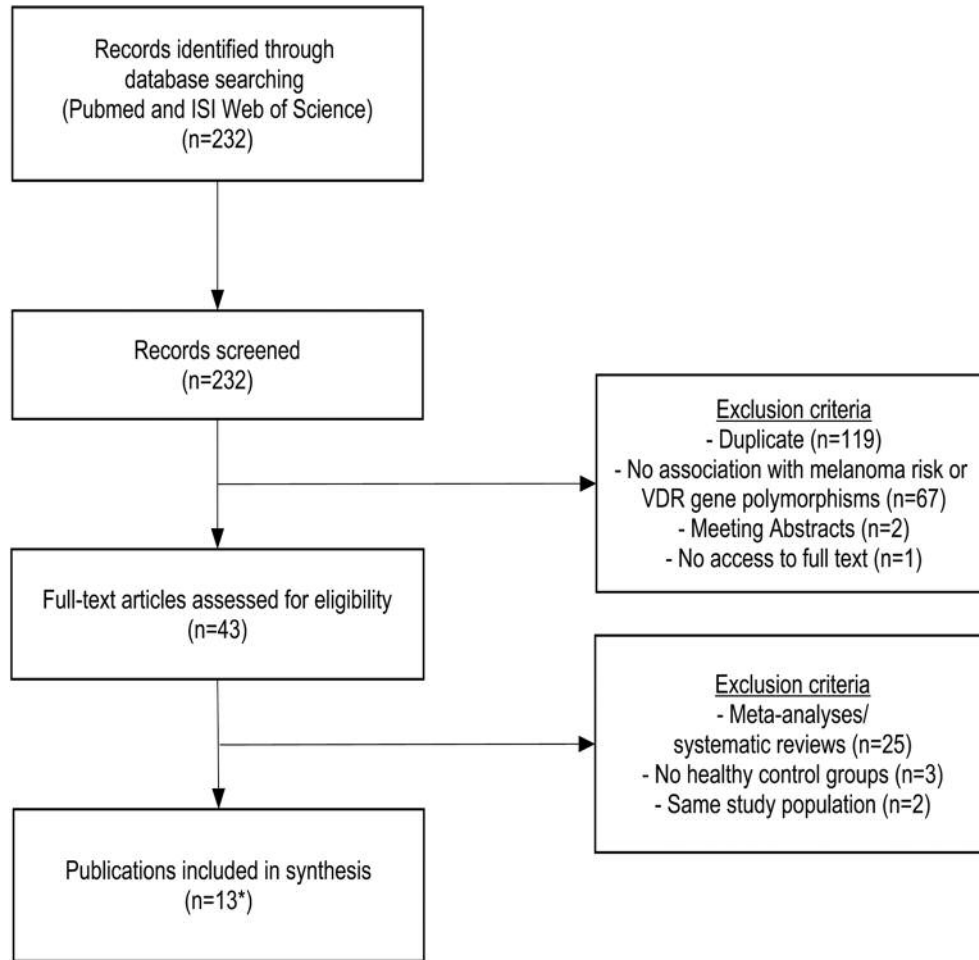 Records identified through
database searching
(Pubmed and ISI Web of Science)
(n=232)
Records screened
(n=232)
Exclusion criteria
- Duplicate (n=119)
- No association with melanoma risk or
VDR gene polymorphisms (n=67)
- Meeting Abstracts (n=2)
- No access to full text (n=1)
Full-text articles assessed for eligibility
(n=43)
Exclusion criteria
- Meta-analyses/
systematic reviews (n=25)
- No healthy control groups (n=3)
- Same study population (n=2)
Publications included in synthesis
(n=13*)